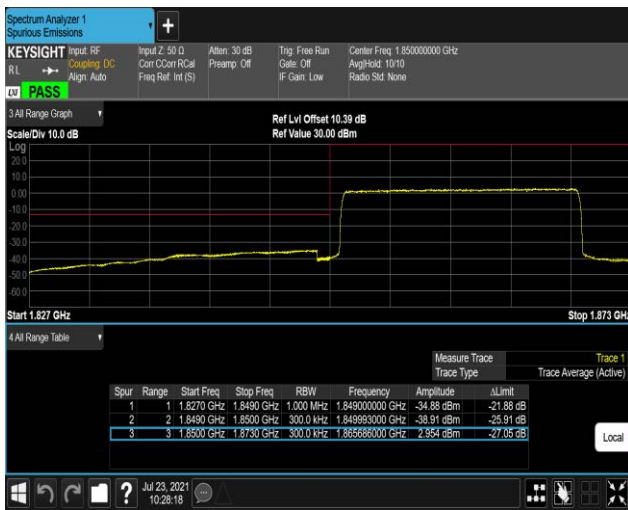 Spectrum Analyzer 1
Spurious Emissions
+
KEYSIGHT Input: RF Input Z: 50 Ω Atten: 30 dB Trig: Free Run Center Freq: 1.850000000 GHz
RL Coupling: DC Corr CCorr RCal Preamp: Off Gate: Off Avg|Hold: 10/10
Align: Auto Freq Ref: Int (S) IF Gain: Low Radio Std: None
LXI PASS
3 All Range Graph
Ref Lvl Offset 10.39 dB
Scale/Div 10.0 dB Ref Value 30.00 dBm
Log
20.0
10.0
0.00
-10.0
-20.0
-30.0
-40.0
-50.0
-60.0
Start 1.827 GHz Stop 1.873 GHz
4 All Range Table
Measure Trace Trace 1
Trace Type Trace Average (Active)
Spur Range Start Freq Stop Freq RBW Frequency Amplitude ΔLimit
1 1 1.8270 GHz 1.8490 GHz 1.000 MHz 1.849000000 GHz -34.88 dBm -21.88 dB
2 2 1.8490 GHz 1.8500 GHz 300.0 kHz 1.849993000 GHz -38.91 dBm -25.91 dB
3 3 1.8500 GHz 1.8730 GHz 300.0 kHz 1.865686000 GHz 2.954 dBm -27.05 dB
Local
? Jul 23, 2021
10:28:18